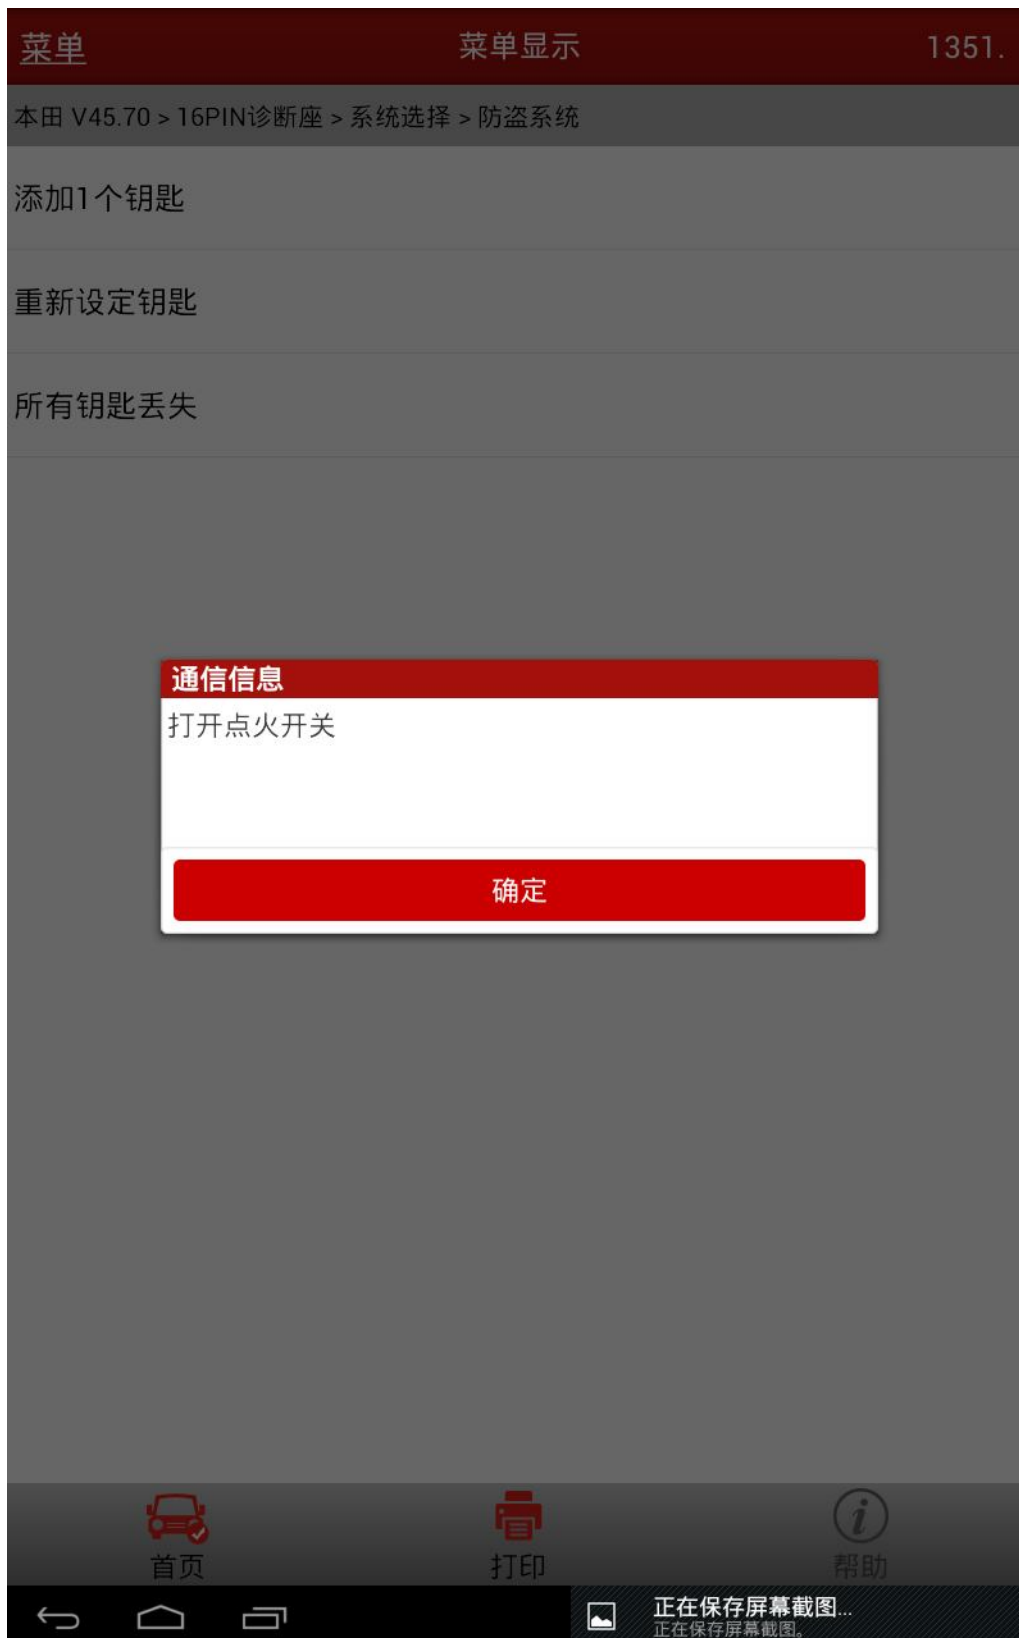 菜单 菜单显示 1351.
本田 V45.70 > 16PIN诊断座 > 系统选择 > 防盗系统
添加1个钥匙
重新设定钥匙
所有钥匙丢失
通信信息
打开点火开关
确定
首页 打印 帮助
正在保存屏幕截图...
正在保存屏幕截图。